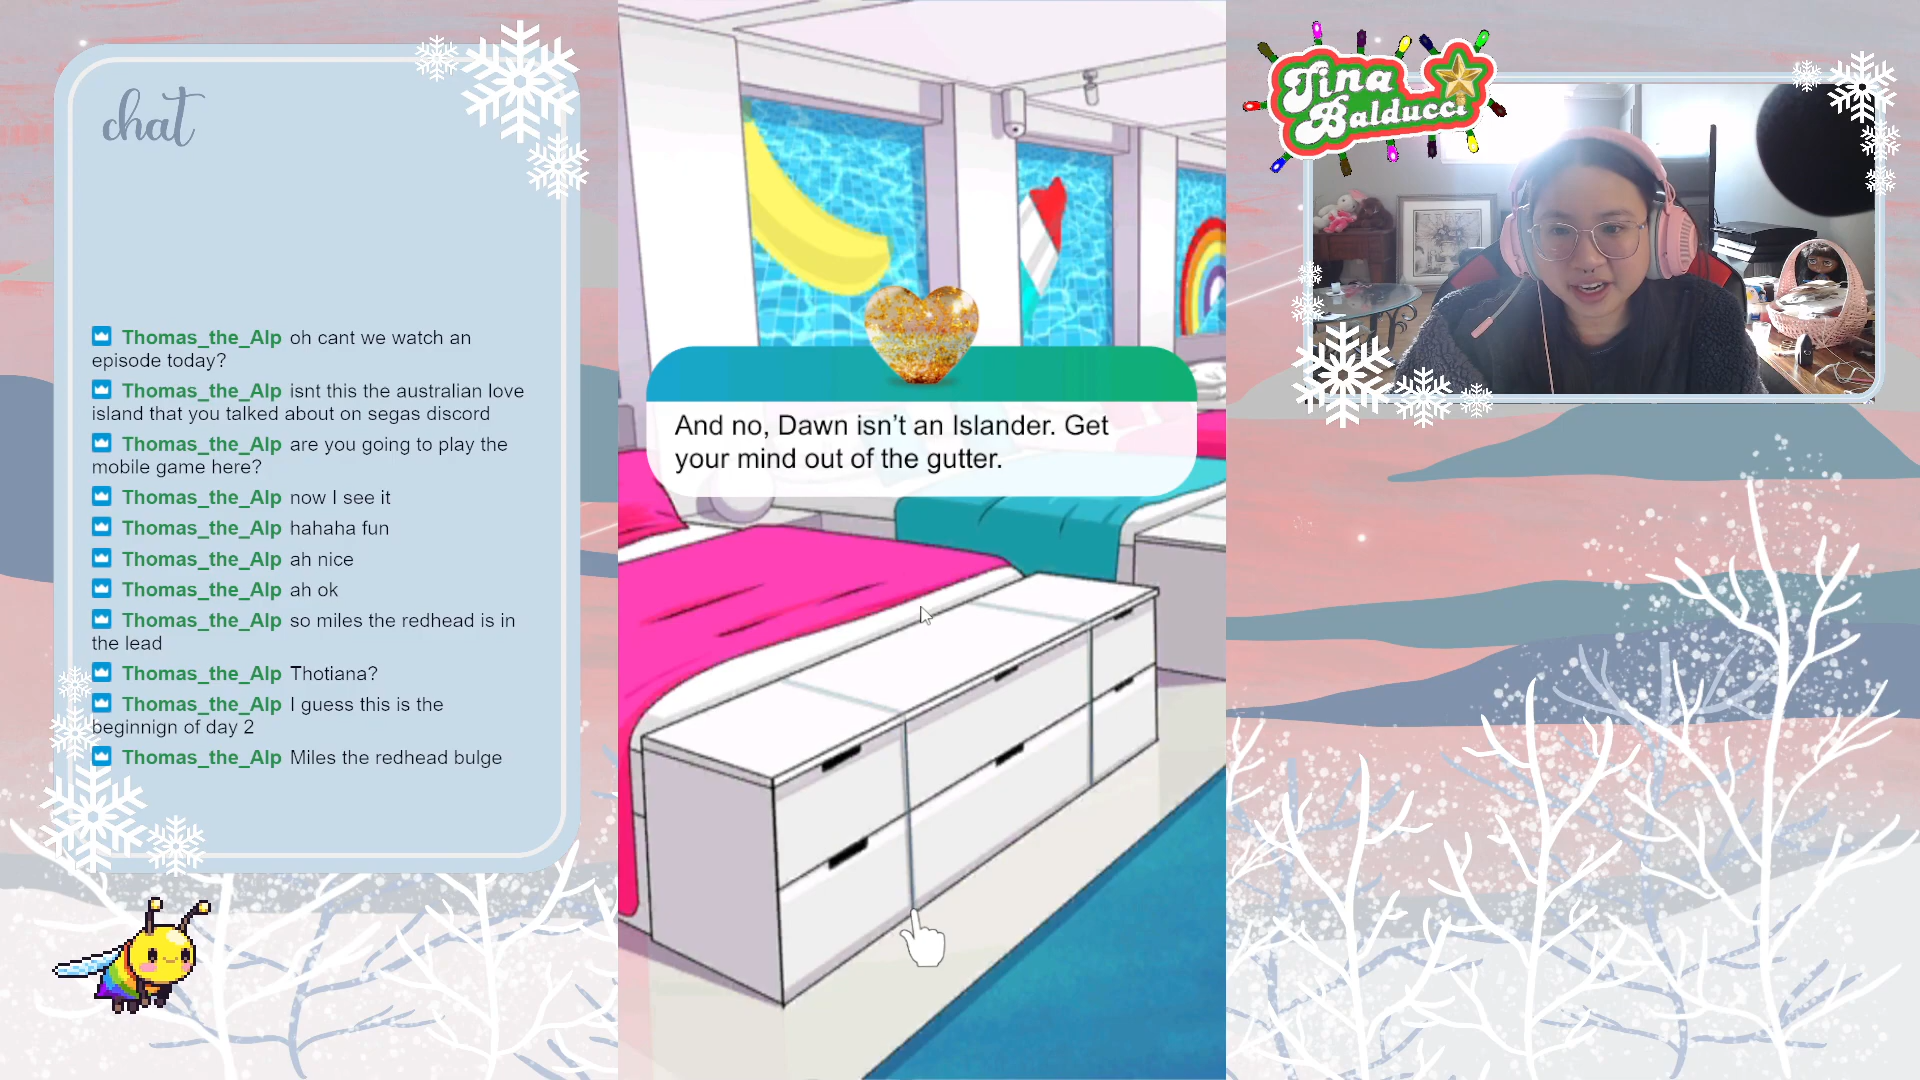 chat
Thomas_the_Alp oh cant we watch an
episode today?
Thomas_the_Alp isnt this the australian love
island that you talked about on segas discord
Thomas_the_Alp are you going to play the
mobile game here?
Thomas_the_Alp now I see it
Thomas_the_Alp hahaha fun
Thomas_the_Alp ah nice
Thomas_the_Alp ah ok
Thomas_the_Alp so miles the redhead is in
the lead
Thomas_the_Alp Thotiana?
Thomas_the_Alp I guess this is the
beginnign of day 2
Thomas_the_Alp Miles the redhead bulge
And no, Dawn isn't an Islander. Get
your mind out of the gutter.
Tina
Balducci